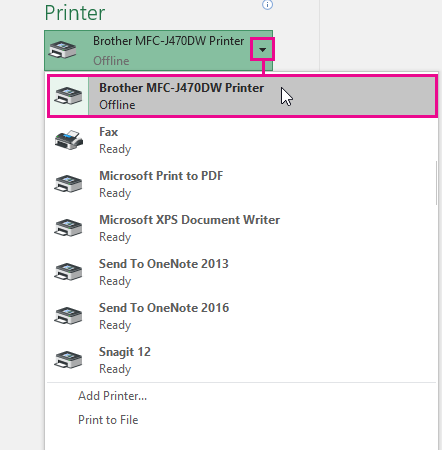 Printer
Brother MFC-J470DW Printer
Offline
Brother MFC-J470DW Printer
Offline
Fax
Ready
Microsoft Print to PDF
Ready
Microsoft XPS Document Writer
Ready
Send To OneNote 2013
Ready
Send To OneNote 2016
Ready
Snagit 12
Ready
Add Printer...
Print to File